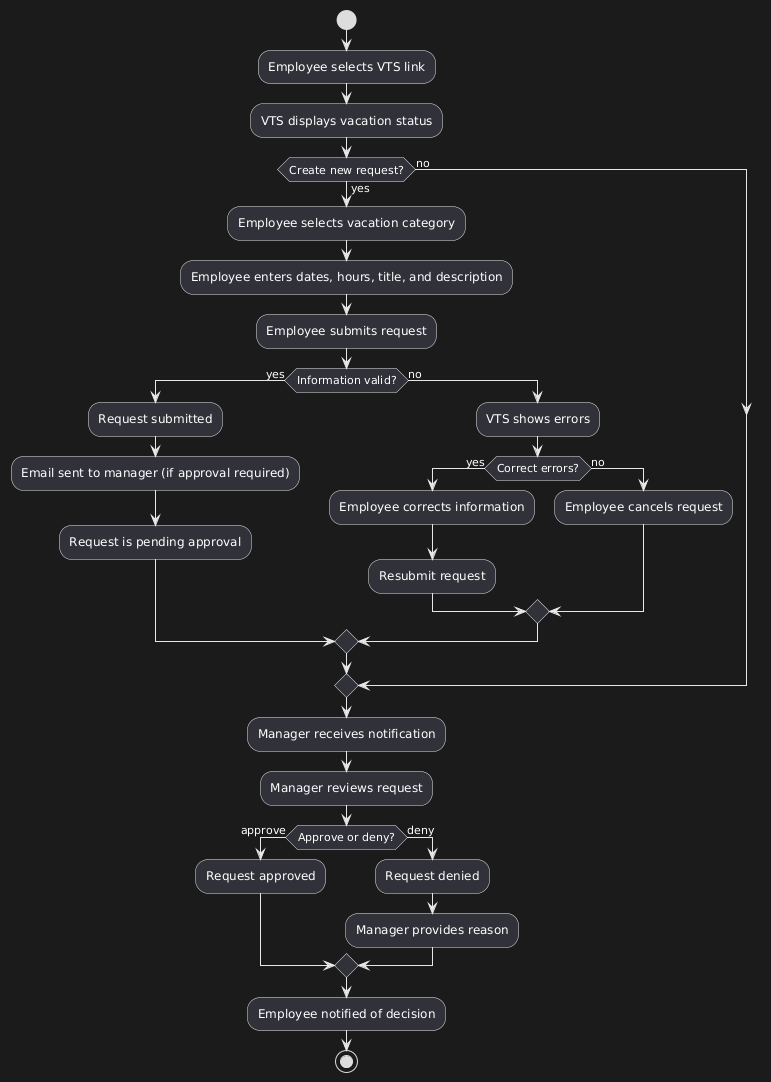 Employee selects VTS link
VTS displays vacation status
Create new request?
no
yes
Employee selects vacation category
Employee enters dates, hours, title, and description
Employee submits request
yes
Information valid?
no
Request submitted
VTS shows errors
Email sent to manager (if approval required)
yes
Correct errors?
no
Employee corrects information
Employee cancels request
Request is pending approval
Resubmit request
Manager receives notification
Manager reviews request
approve
Approve or deny?
deny
Request approved
Request denied
Manager provides reason
Employee notified of decision